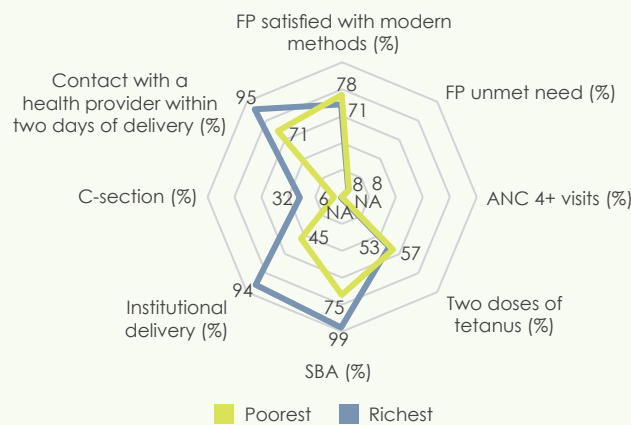 FP satisfied with modern
methods (%)
Contact with a
health provider within
two days of delivery (%)
FP unmet need (%)
95
78
71
71
C-section (%)
32
6
8
8
NA
NA
ANC 4+ visits (%)
45
53
57
Institutional
delivery (%)
94
75
99
Two doses of
tetanus (%)
SBA (%)
Poorest
Richest